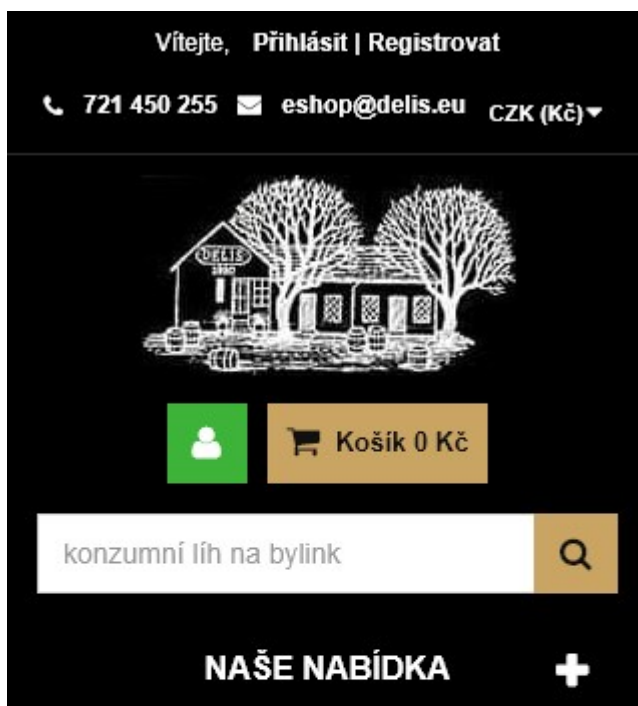 Vítejte, Přihlásit | Registrovat
721 450 255 eshop@delis.eu CZK (Kč)
DELIS
Košík 0 Kč
konzumní líh na bylink
NAŠE NABÍDKA